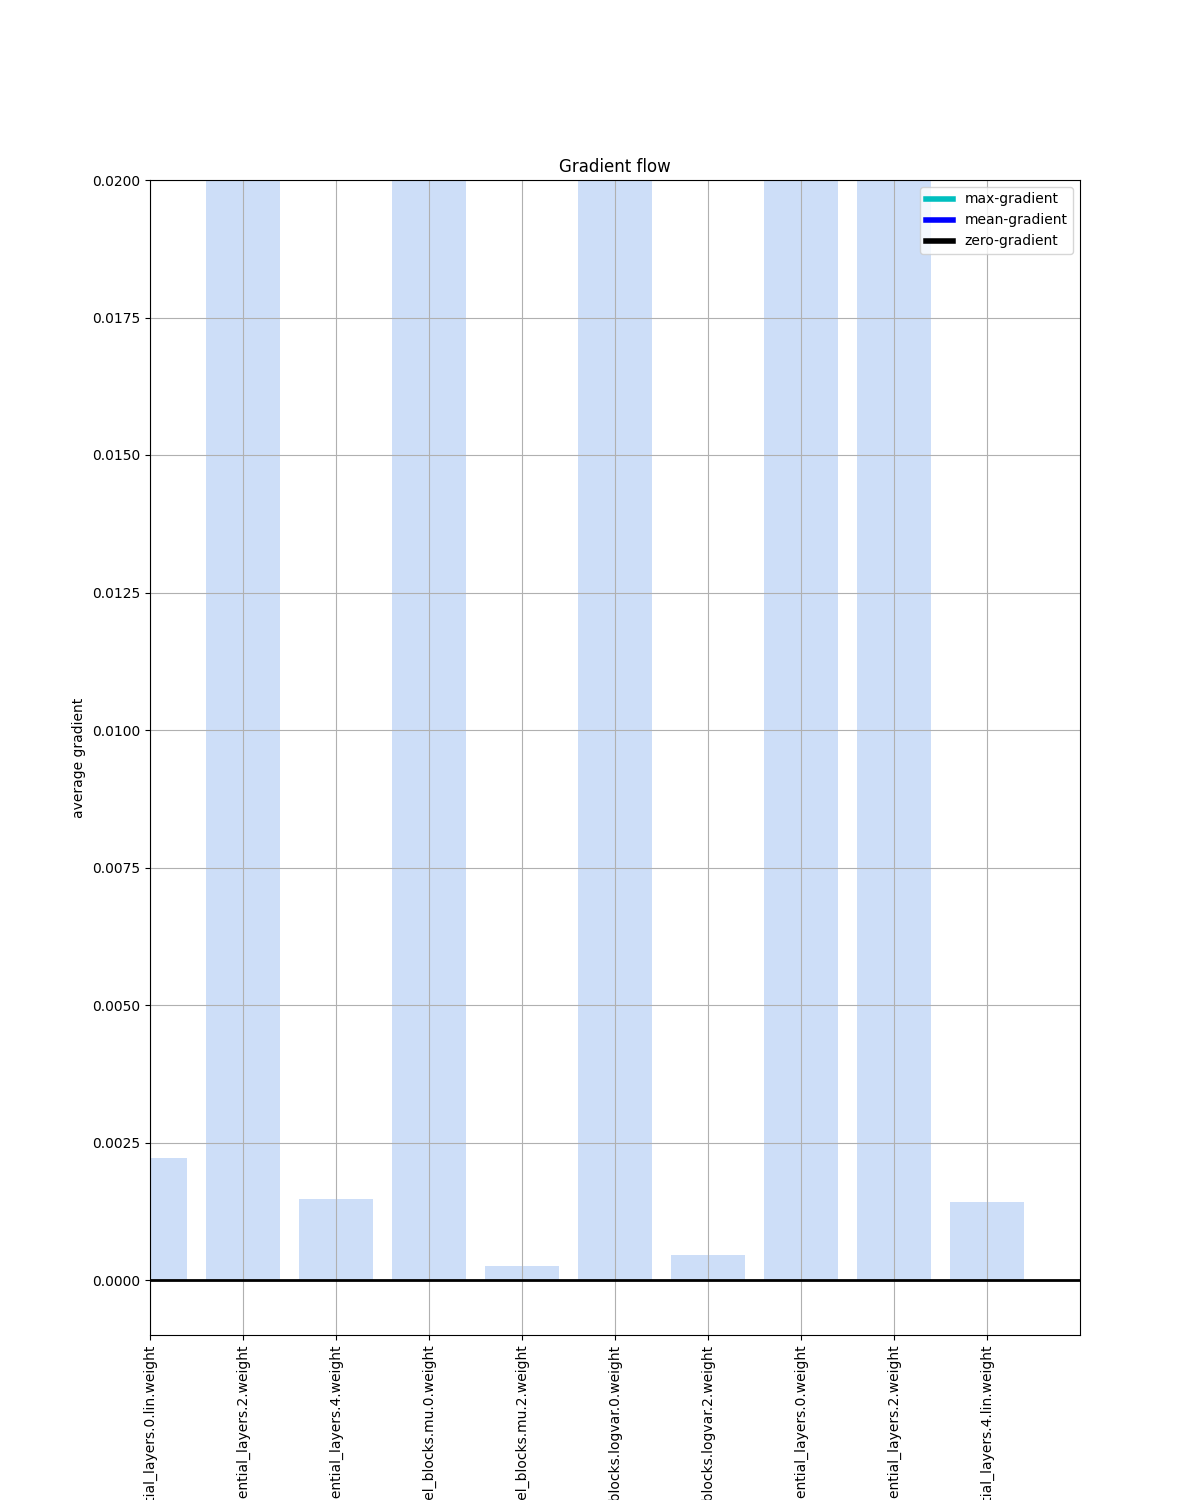 Gradient flow
max-gradient
mean-gradient
zero-gradient
0.0200
0.0175
0.0150
0.0125
0.0100
0.0075
0.0050
0.0025
0.0000
average gradient
tial_layers.0.lin.weight
ential_layers.2.weight
ential_layers.4.weight
el_blocks.mu.0.weight
el_blocks.mu.2.weight
blocks.logvar.0.weight
blocks.logvar.2.weight
ential_layers.0.weight
ential_layers.2.weight
tial_layers.4.lin.weight